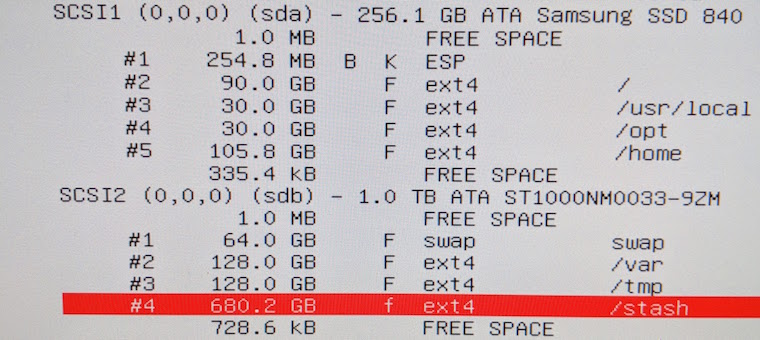 SCSI1 (0,0,0) (sda) - 256.1 GB ATA Samsung SSD 840
1.0 MB FREE SPACE
#1 254.8 MB B K ESP
#2 90.0 GB F ext4 /
#3 30.0 GB F ext4 /usr/local
#4 30.0 GB F ext4 /opt
#5 105.8 GB F ext4 /home
335.4 kB FREE SPACE
SCSI2 (0,0,0) (sdb) - 1.0 TB ATA ST1000NM0033-9ZM
1.0 MB FREE SPACE
#1 64.0 GB F swap swap
#2 128.0 GB F ext4 /var
#3 128.0 GB F ext4 /tmp
#4 680.2 GB f ext4 /stash
728.6 kB FREE SPACE